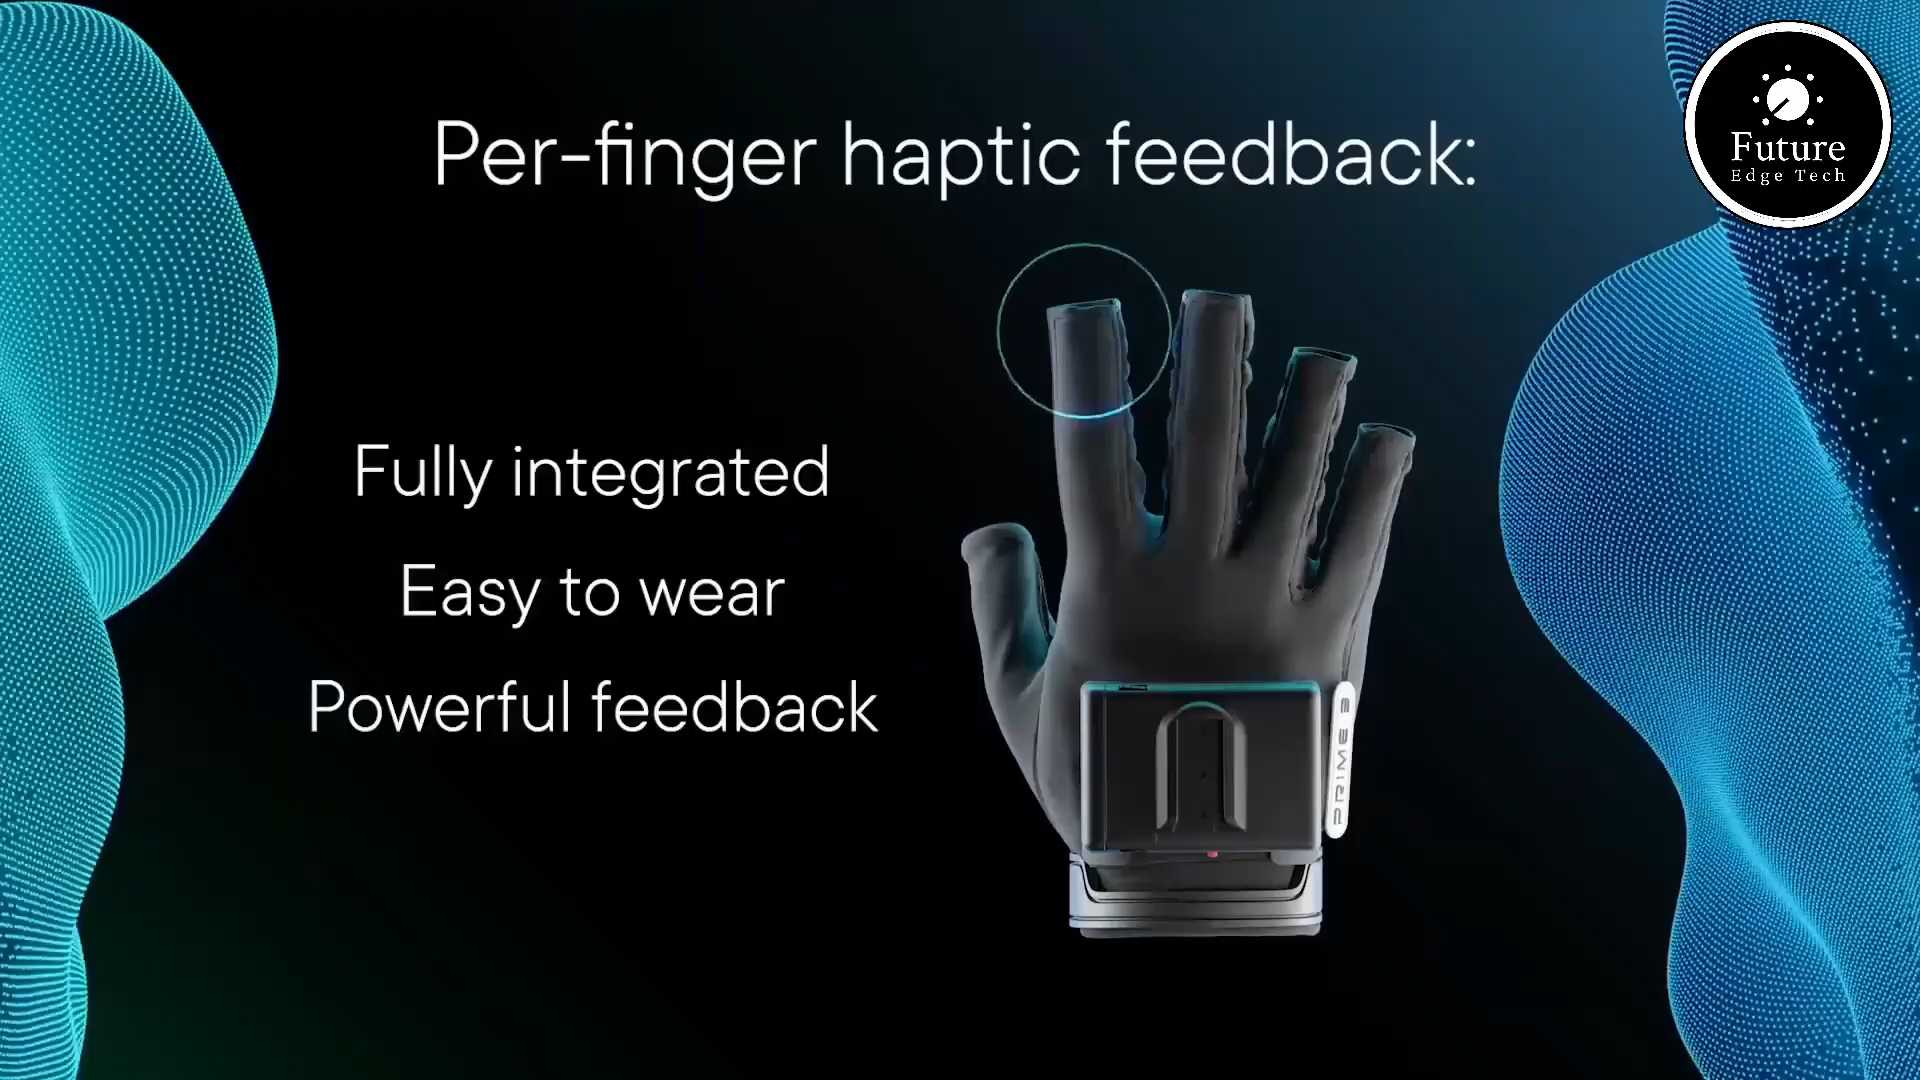 Per-finger haptic feedback:
Future
Edge Tech
Fully integrated
Easy to wear
Powerful feedback
PRIME 3